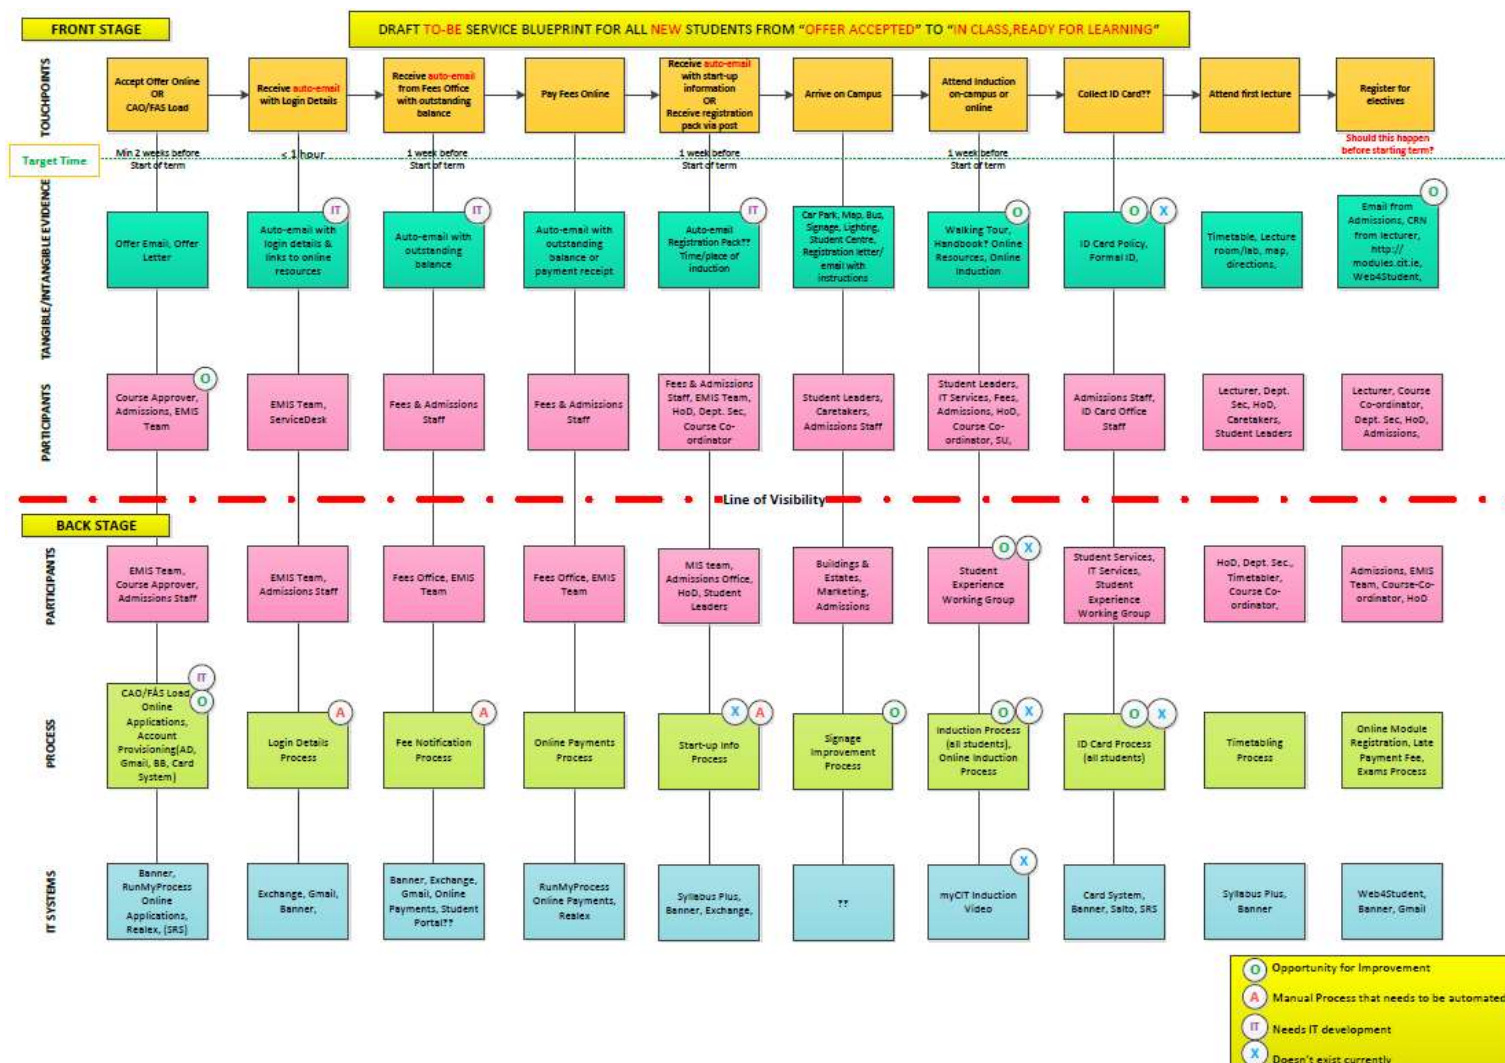 FRONT STAGE
DRAFT TO-BE SERVICE BLUEPRINT FOR ALL NEW STUDENTS FROM “OFFER ACCEPTED” TO “IN CLASS,READY FOR LEARNING”
TOUCHPOINTS
Accept Offer Online
OR
CAO/FAS Load
Receive auto-email
with Login Details
Receive auto-email
from Fees Office
with outstanding
balance
Pay Fees Online
Receive auto-email
with start-up
information
OR
Receive registration
pack via post
Arrive on Campus
Attend Induction
on-campus or
online
Collect ID Card??
Attend first lecture
Register for
electives
Target Time
Min 2 weeks before
Start of term
< 1 hour
1 week before
Start of term
1 week before
Start of term
1 week before
Start of term
Should this happen
before starting term?
TANGIBLE/INTANGIBLE EVIDENCE
Offer Email, Offer
Letter
IT
Auto-email with
login details &
links to online
resources
IT
Auto-email with
outstanding
balance
Auto-email with
outstanding
balance or
payment receipt
IT
Auto-email
Registration Pack??
Time/place of
induction
Car Park, Map, Bus,
Signage, Lighting,
Student Centre,
Registration letter/
email with
instructions
O
Walking Tour,
Handbook? Online
Resources, Online
Induction
O X
ID Card Policy,
Formal ID,
Timetable, Lecture
room/lab, map,
directions,
O
Email from
Admissions, CRN
from lecturer,
http://
modules.cit.ie,
Web4Student,
PARTICIPANTS
O
Course Approver,
Admissions, EMIS
Team
EMIS Team,
ServiceDesk
Fees & Admissions
Staff
Fees & Admissions
Staff
Fees & Admissions
Staff, EMIS Team,
HoD, Dept. Sec,
Course Co-
ordinator
Student Leaders,
Caretakers,
Admissions Staff
Student Leaders,
IT Services, Fees,
Admissions, HoD,
Course Co-
ordinator, SU,
Admissions Staff,
ID Card Office
Staff
Lecturer, Dept.
Sec, HoD,
Caretakers,
Student Leaders
Lecturer, Course
Co-ordinator,
Dept. Sec, HoD,
Admissions,
Line of Visibility
BACK STAGE
PARTICIPANTS
EMIS Team,
Course Approver,
Admissions Staff
EMIS Team,
Admissions Staff
Fees Office, EMIS
Team
Fees Office, EMIS
Team
MIS team,
Admissions Office,
HoD, Student
Leaders
Buildings &
Estates,
Marketing,
Admissions
O X
Student
Experience
Working Group
Student Services,
IT Services,
Student
Experience
Working Group
HoD, Dept. Sec.,
Timetabler,
Course Co-
ordinator,
Admissions, EMIS
Team, Course-Co-
ordinator, HoD
PROCESS
IT
O
CAO/FÁS Load,
Online
Applications,
Account
Provisioning(AD,
Gmail, BB, Card
System)
A
Login Details
Process
A
Fee Notification
Process
Online Payments
Process
X A
Start-up Info
Process
O
Signage
Improvement
Process
O X
Induction Process
(all students),
Online Induction
Process
O X
ID Card Process
(all students)
Timetabling
Process
Online Module
Registration, Late
Payment Fee,
Exams Process
IT SYSTEMS
Banner,
RunMyProcess
Online
Applications,
Realex, (SRS)
Exchange, Gmail,
Banner,
Banner, Exchange,
Gmail, Online
Payments, Student
Portal??
RunMyProcess
Online Payments,
Realex
Syllabus Plus,
Banner, Exchange,
??
X
myCIT Induction
Video
Card System,
Banner, Salto, SRS
Syllabus Plus,
Banner
Web4Student,
Banner, Gmail
O Opportunity for Improvement
A Manual Process that needs to be automated
IT Needs IT development
X Doesn't exist currently